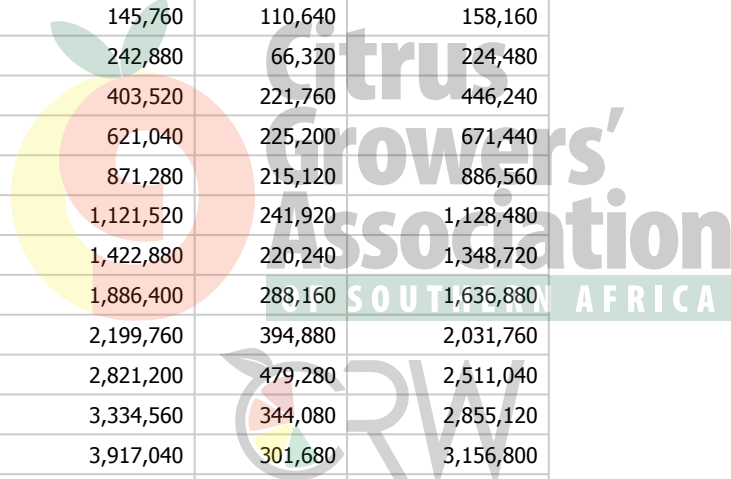 145,760 110,640 158,160
242,880 66,320 224,480
403,520 221,760 446,240
621,040 225,200 671,440
871,280 215,120 886,560
1,121,520 241,920 1,128,480
1,422,880 220,240 1,348,720
1,886,400 288,160 1,636,880
2,199,760 394,880 2,031,760
2,821,200 479,280 2,511,040
3,334,560 344,080 2,855,120
3,917,040 301,680 3,156,800
Citrus
Growers'
Association
OF SOUTHERN AFRICA
CRW